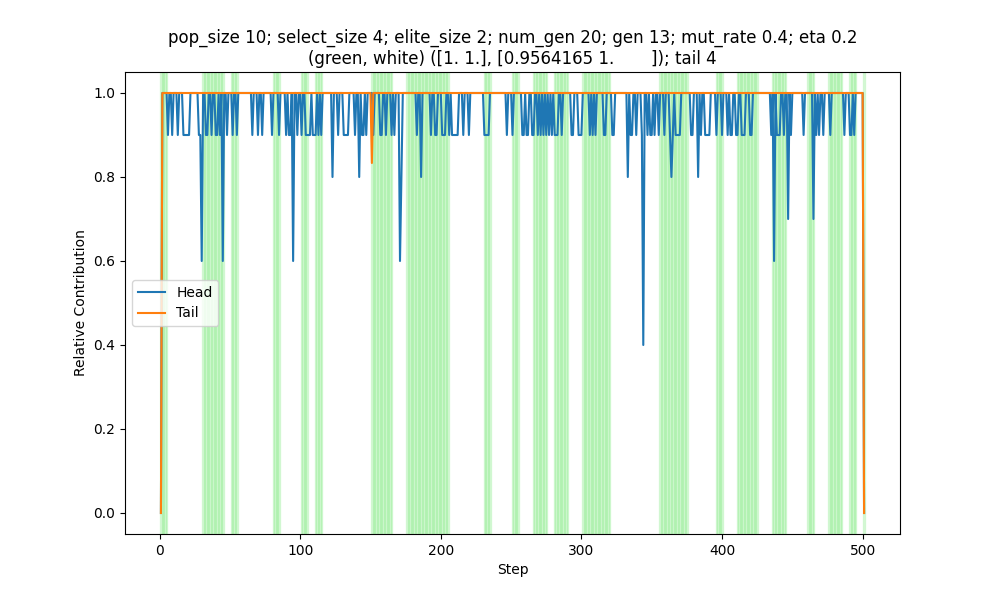 pop_size 10; select_size 4; elite_size 2; num_gen 20; gen 13; mut_rate 0.4; eta 0.2
(green, white) ([1. 1.], [0.9564165 1.        ]); tail 4
1.0
0.8
0.6
0.4
0.2
0.0
Relative Contribution
Head
Tail
0
100
200
300
400
500
Step